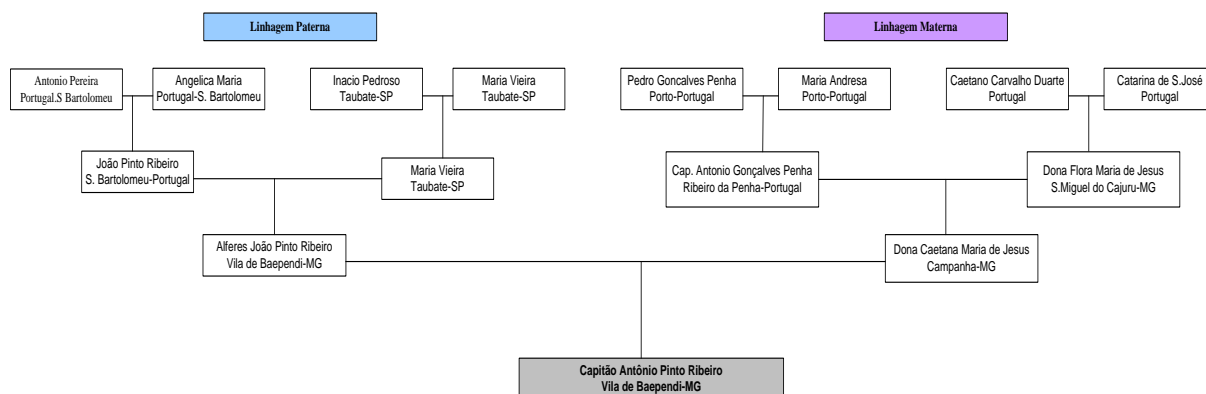 Linhagem Paterna
Linhagem Materna
Antonio Pereira
Portugal.S Bartolomeu
Angelica Maria
Portugal-S. Bartolomeu
Inacio Pedroso
Taubate-SP
Maria Vieira
Taubate-SP
Pedro Goncalves Penha
Porto-Portugal
Maria Andresa
Porto-Portugal
Caetano Carvalho Duarte
Portugal
Catarina de S.José
Portugal
João Pinto Ribeiro
S. Bartolomeu-Portugal
Maria Vieira
Taubate-SP
Cap. Antonio Gonçalves Penha
Ribeiro da Penha-Portugal
Dona Flora Maria de Jesus
S.Miguel do Cajuru-MG
Alferes João Pinto Ribeiro
Vila de Baependi-MG
Dona Caetana Maria de Jesus
Campanha-MG
Capitão Antônio Pinto Ribeiro
Vila de Baependi-MG